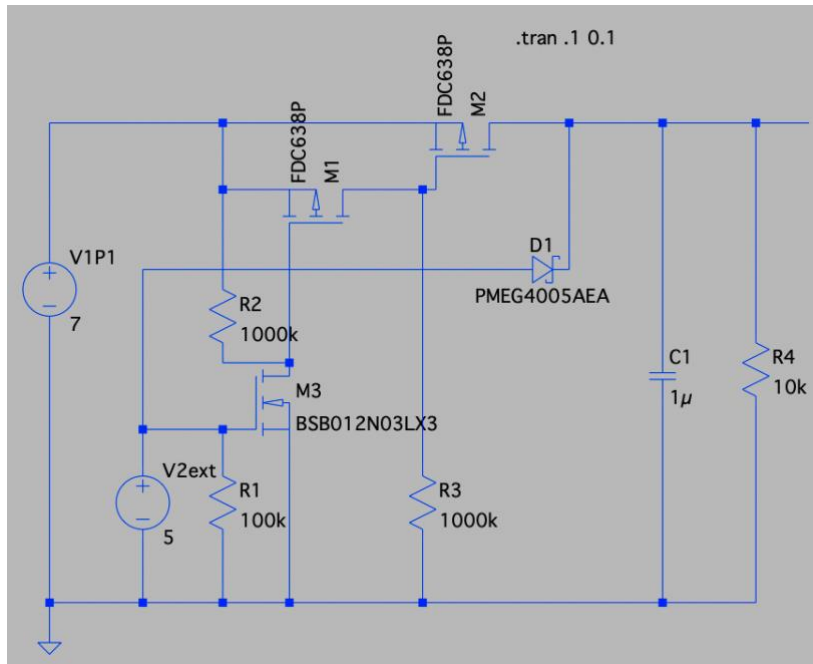 .tran .1 0.1
FDC638P
M2
FDC638P
M1
V1P1
7
D1
PMEG4005AEA
R2
1000k
C1
1µ
R4
10k
M3
BSB012N03LX3
V2ext
5
R1
100k
R3
1000k